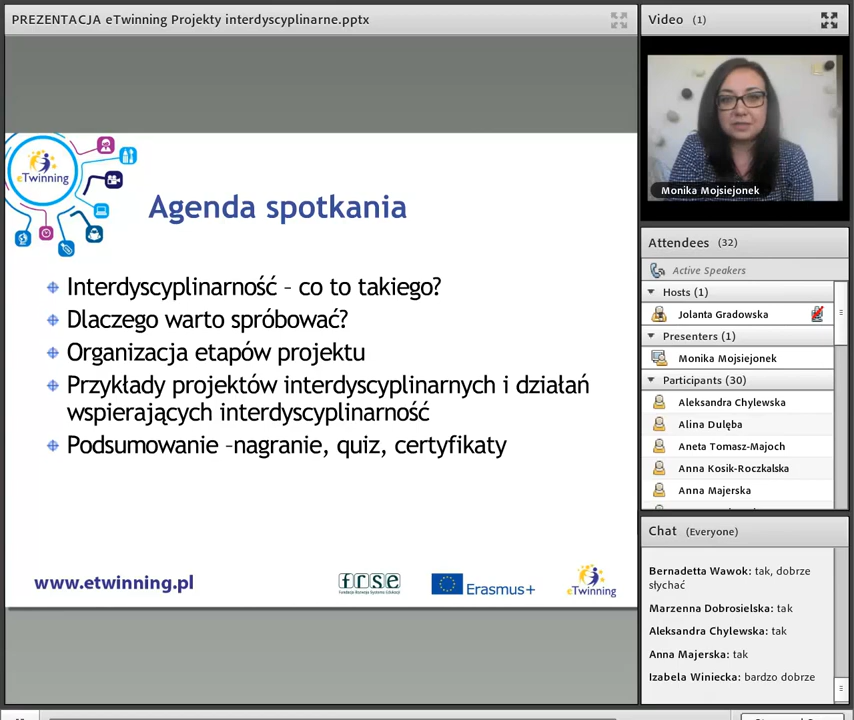 PREZENTACJA eTwinning Projekty interdyscyplinarne.pptx
eTwinning
Agenda spotkania
Interdyscyplinarność – co to takiego?
Dlaczego warto spróbować?
Organizacja etapów projektu
Przykłady projektów interdyscyplinarnych i działań
wspierających interdyscyplinarność
Podsumowanie –nagranie, quiz, certyfikaty
www.etwinning.pl
frse
Fundacja Rozwoju Systemu Edukacji
Erasmus+
eTwinning
Video (1)
Monika Mojsiejonek
Attendees (32)
Active Speakers
Hosts (1)
Jolanta Gradowska
Presenters (1)
Monika Mojsiejonek
Participants (30)
Aleksandra Chylewska
Alina Dulęba
Aneta Tomasz-Majoch
Anna Kosik-Roczkalska
Anna Majerska
Chat (Everyone)
Bernadetta Wawok: tak, dobrze
słychać
Marzenna Dobrosielska: tak
Aleksandra Chylewska: tak
Anna Majerska: tak
Izabela Winiecka: bardzo dobrze